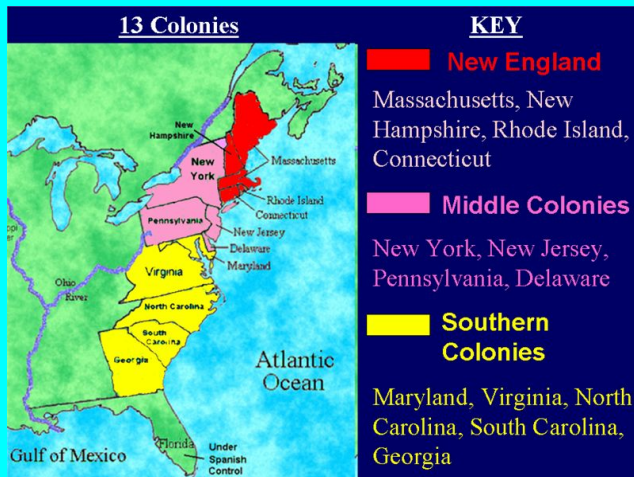 13 Colonies
New
Hampshire
New
York
Massachusetts
Rhode Island
Connecticut
Pennsylvania
New Jersey
Delaware
Maryland
Virginia
Ohio
River
North Carolina
South
Carolina
Georgia
Atlantic
Ocean
Florida
Under
Spanish
Control
Gulf of Mexico
KEY
New England
Massachusetts, New
Hampshire, Rhode Island,
Connecticut
Middle Colonies
New York, New Jersey,
Pennsylvania, Delaware
Southern
Colonies
Maryland, Virginia, North
Carolina, South Carolina,
Georgia